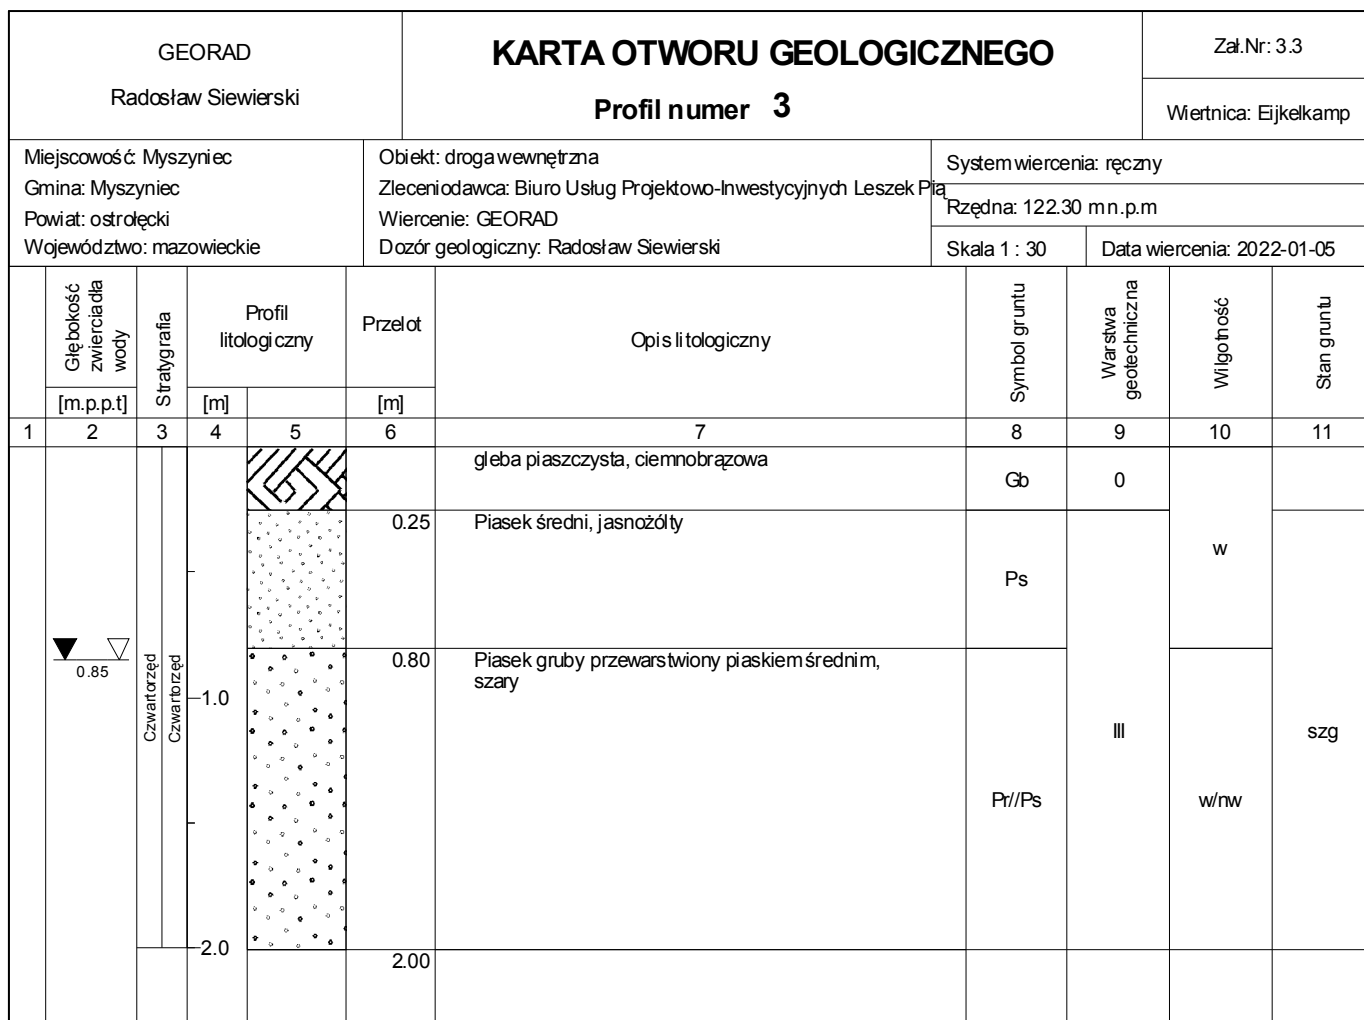 GEORAD
Radosław Siewierski
KARTA OTWORU GEOLOGICZNEGO
Profil numer 3
Zał.Nr: 3.3
Wiertnica: Eijkelkamp
Miejscowość: Myszyniec
Gmina: Myszyniec
Powiat: ostrołęcki
Województwo: mazowieckie
Obiekt: droga wewnętrzna
Zleceniodawca: Biuro Usług Projektowo-Inwestycyjnych Leszek Pią
Wiercenie: GEORAD
Dozór geologiczny: Radosław Siewierski
System wiercenia: ręczny
Rzędna: 122.30 m n.p.m
Skala 1 : 30
Data wiercenia: 2022-01-05
Głębokość
zwierciadła
wody
[m.p.p.t]
Stratygrafia
Profil
litologiczny
[m]
Przelot
[m]
Opis litologiczny
Symbol gruntu
Warstwa
geotechniczna
Wilgotność
Stan gruntu
1 2 3 4 5 6 7 8 9 10 11
gleba piaszczysta, ciemnobrązowa
Gb
0
0.25
Piasek średni, jasnożółty
Ps
w
0.85
Czwartorzęd
Czwartorzęd
1.0
0.80
Piasek gruby przewarstwiony piaskiem średnim,
szary
Pr//Ps
III
w/nw
szg
2.0
2.00